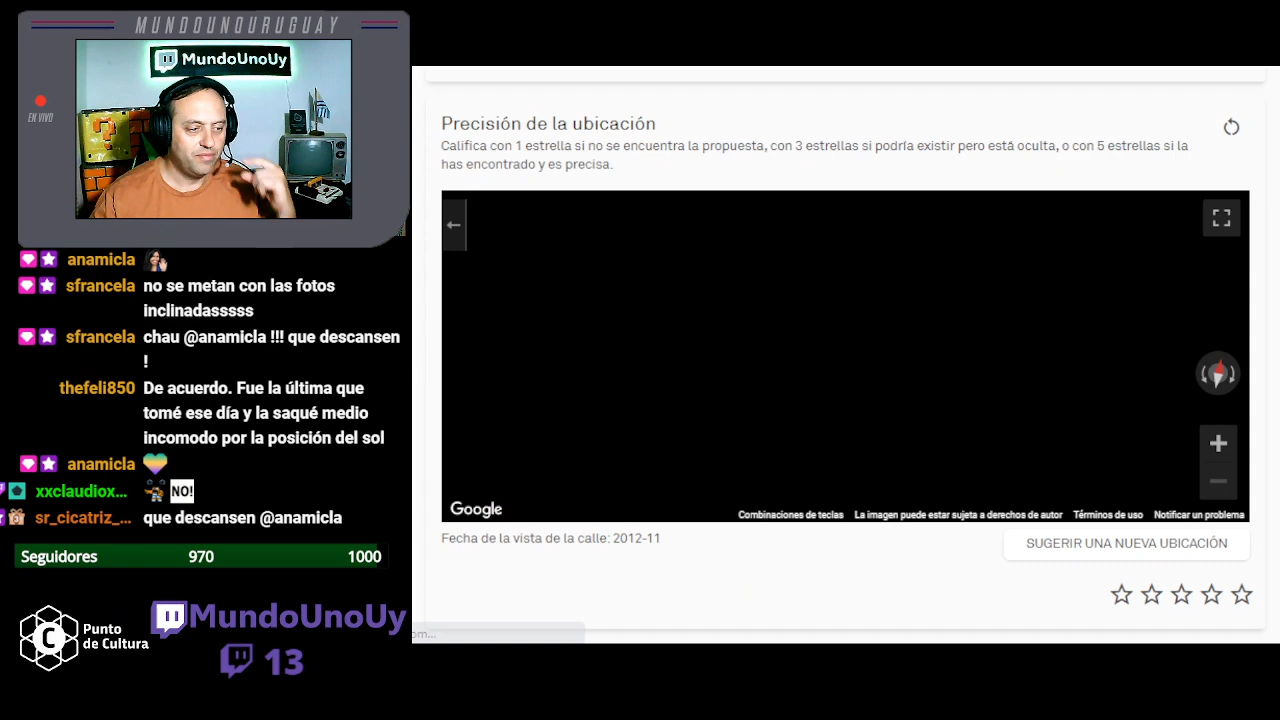 MUNDOUNOURUGUAY
MundoUnoUy
EN VIVO
anamicla
sfrancela no se metan con las fotos
inclinadasssss
sfrancela chau @anamicla !!! que descansen
!
thefeli850 De acuerdo. Fue la última que
tomé ese día y la saqué medio
incomodo por la posición del sol
anamicla
xxclaudiox... NO!
sr_cicatriz_... que descansen @anamicla
Seguidores 970 1000
C Punto
de Cultura
MundoUnoUy
13
Precisión de la ubicación
Califica con 1 estrella si no se encuentra la propuesta, con 3 estrellas si podría existir pero está oculta, o con 5 estrellas si la
has encontrado y es precisa.
Google
Combinaciones de teclas La imagen puede estar sujeta a derechos de autor Términos de uso Notificar un problema
Fecha de la vista de la calle: 2012-11
SUGERIR UNA NUEVA UBICACIÓN
om...